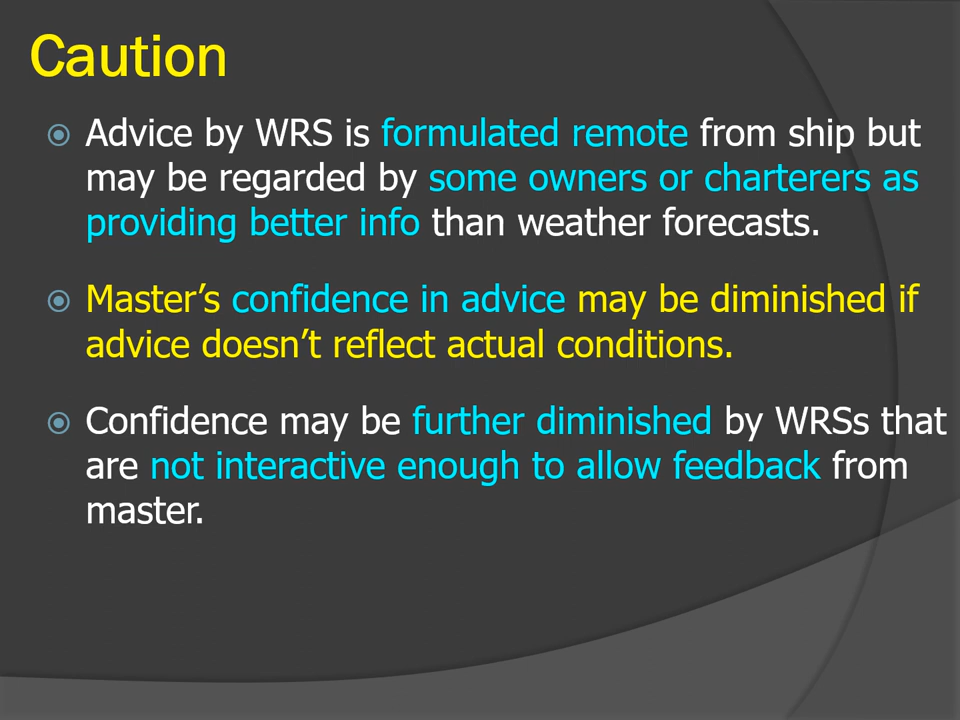 Caution
Advice by WRS is formulated remote from ship but
may be regarded by some owners or charterers as
providing better info than weather forecasts.
Master’s confidence in advice may be diminished if
advice doesn’t reflect actual conditions.
Confidence may be further diminished by WRSs that
are not interactive enough to allow feedback from
master.